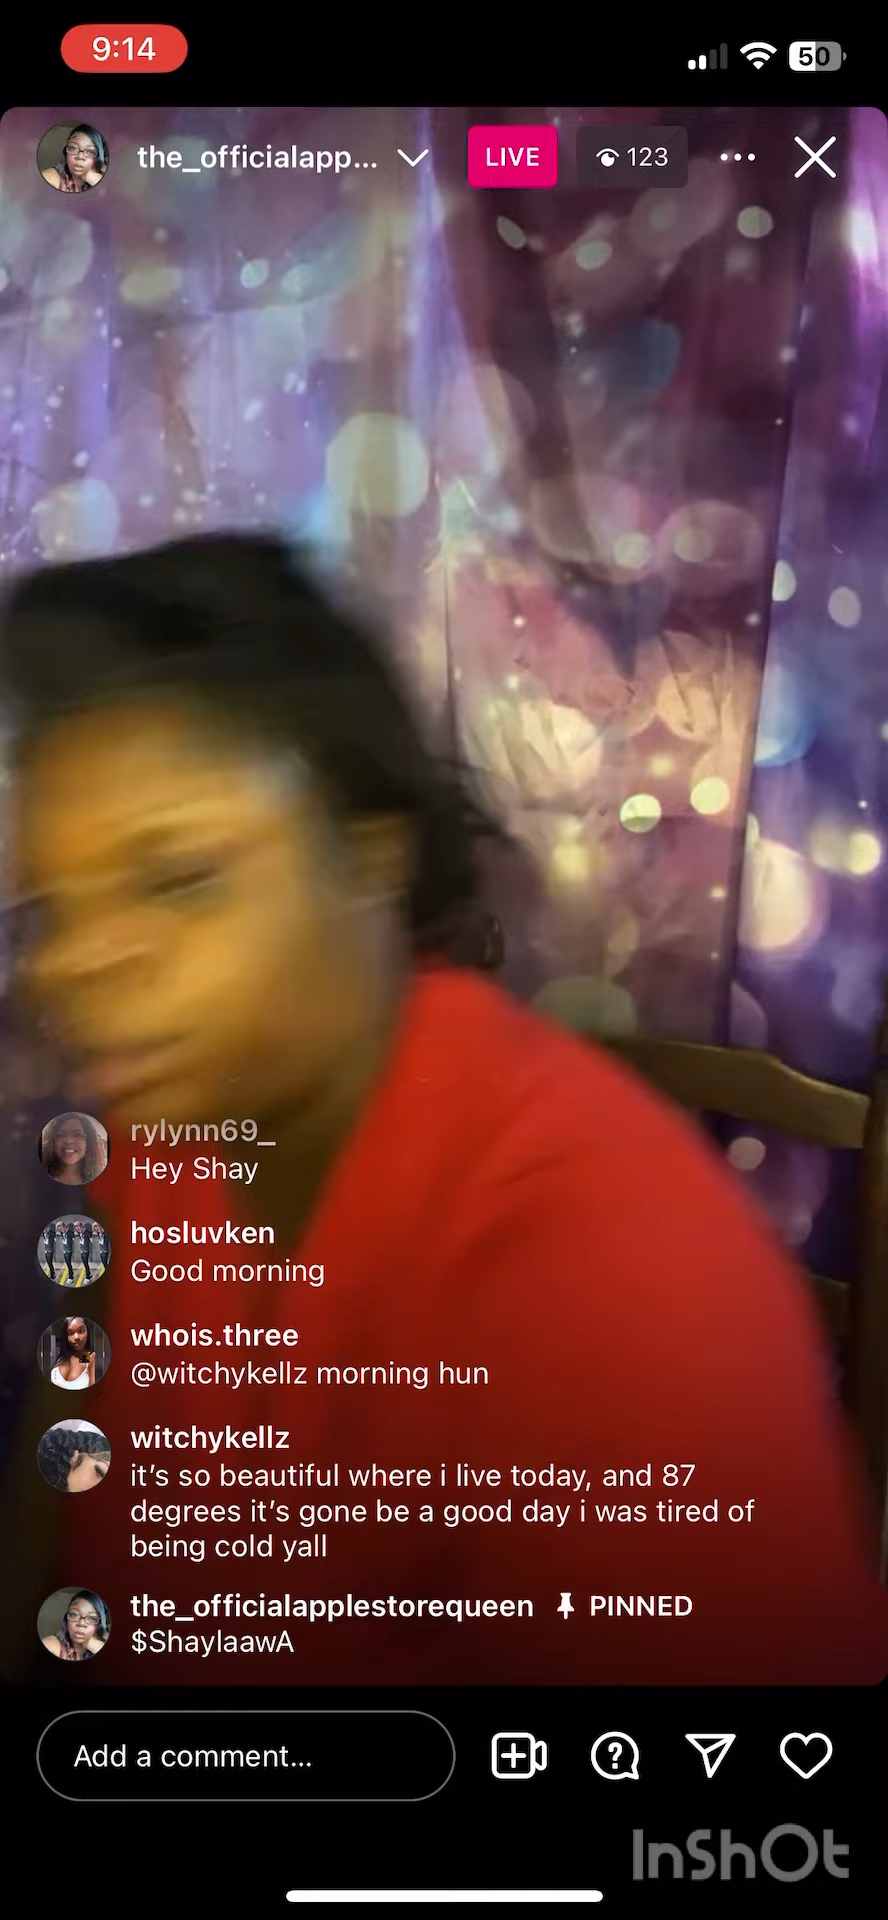 9:14
50
the_officialapp...
LIVE
123
rylynn69_
Hey Shay
hosluvken
Good morning
whois.three
@witchykellz morning hun
witchykellz
it's so beautiful where i live today, and 87
degrees it's gone be a good day i was tired of
being cold yall
the_officialapplestorequeen PINNED
$ShaylaawA
Add a comment...
InShOt